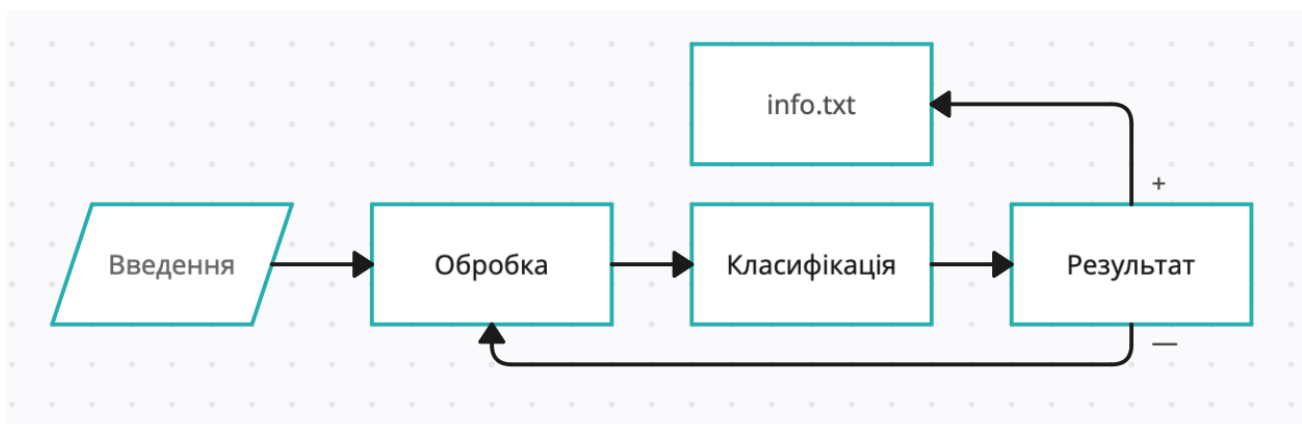 info.txt
+
Введення
Обробка
Класифікація
Результат
—